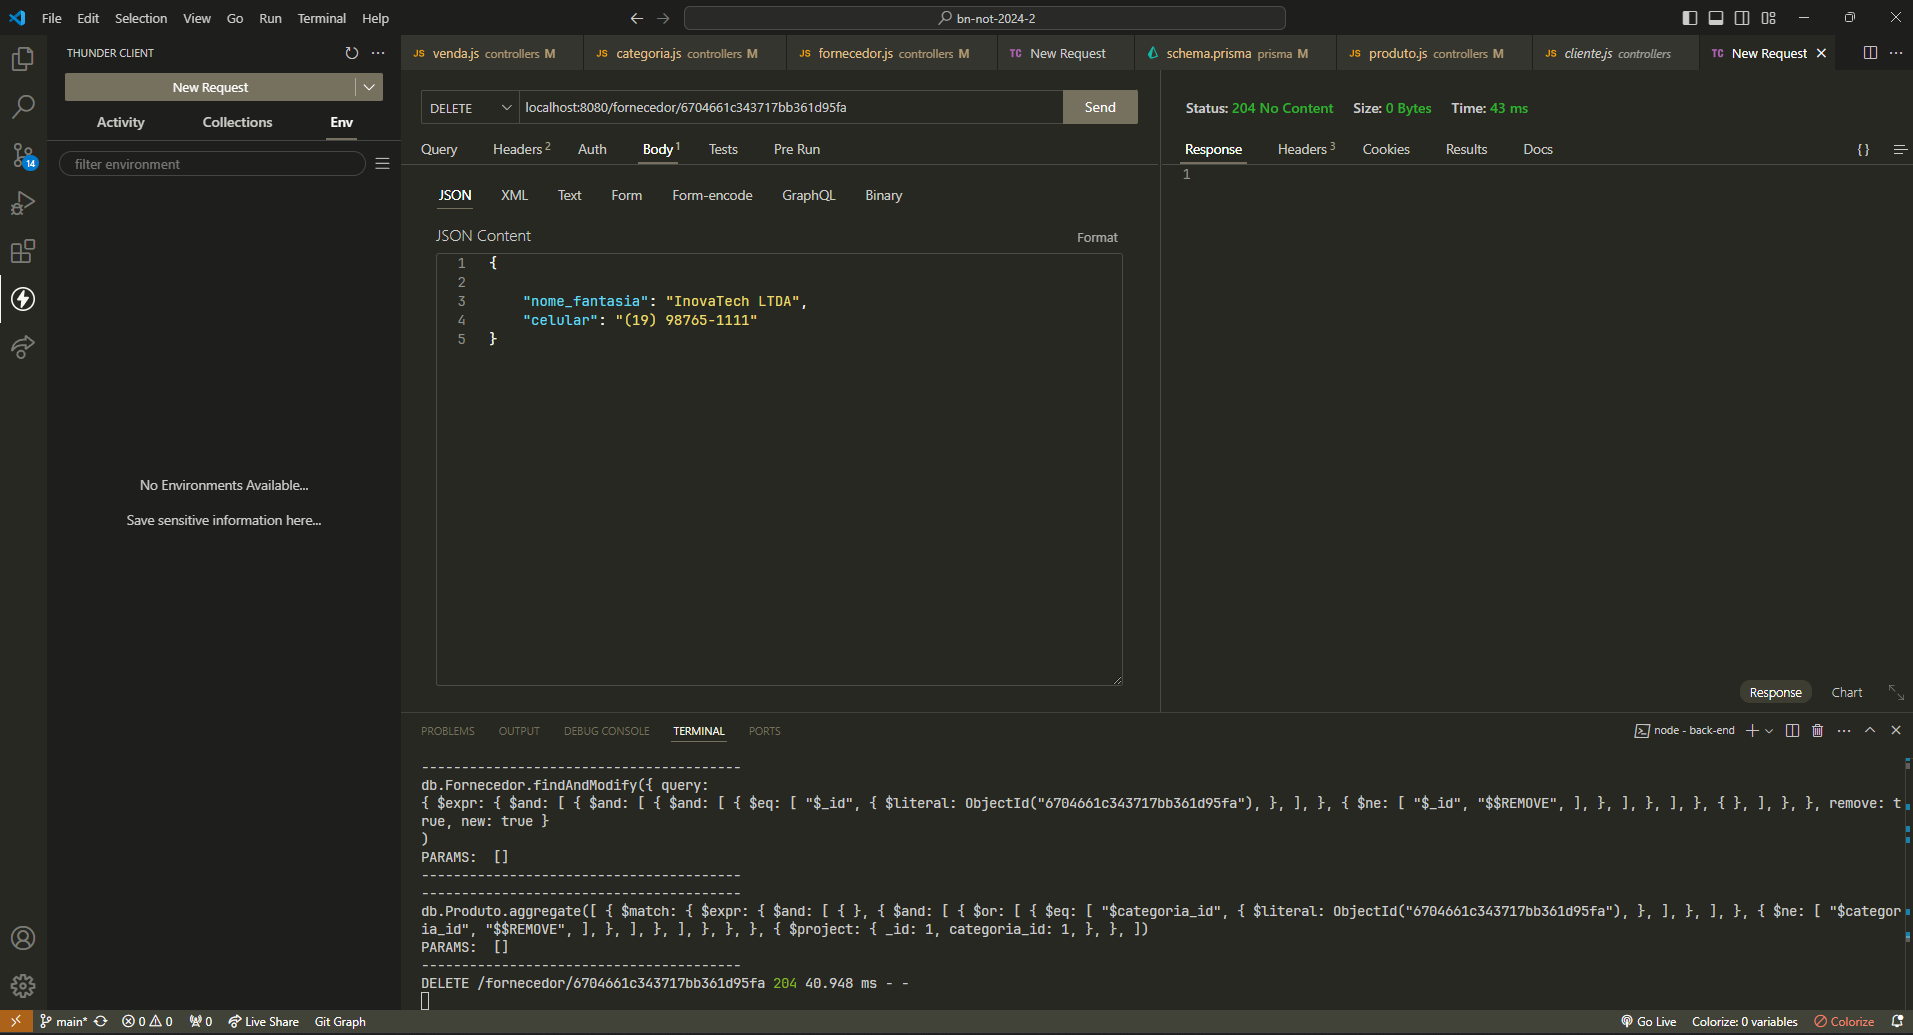 File Edit Selection View Go Run Terminal Help
bn-not-2024-2
THUNDER CLIENT
New Request
Activity Collections Env
filter environment
No Environments Available...
Save sensitive information here...
14
JS venda.js controllers M
JS categoria.js controllers M
JS fornecedor.js controllers M
TC New Request
schema.prisma prisma M
JS produto.js controllers M
JS cliente.js controllers
TC New Request
DELETE localhost:8080/fornecedor/6704661c343717bb361d95fa Send
Query Headers 2 Auth Body 1 Tests Pre Run
JSON XML Text Form Form-encode GraphQL Binary
JSON Content Format
1 {
2
3 "nome_fantasia": "InovaTech LTDA",
4 "celular": "(19) 98765-1111"
5 }
Status: 204 No Content Size: 0 Bytes Time: 43 ms
Response Headers 3 Cookies Results Docs {}
1
Response Chart
PROBLEMS OUTPUT DEBUG CONSOLE TERMINAL PORTS
node - back-end
----------------------------------------
db.Fornecedor.findAndModify({ query:
{ $expr: { $and: [ { $and: [ { $and: [ { $eq: [ "$_id", { $literal: ObjectId("6704661c343717bb361d95fa"), }, ], }, { $ne: [ "$_id", "$$REMOVE", ], }, ], }, ], }, { }, ], }, }, remove: t
rue, new: true }
)
PARAMS: []
----------------------------------------
----------------------------------------
db.Produto.aggregate([ { $match: { $expr: { $and: [ { }, { $and: [ { $or: [ { $eq: [ "$categoria_id", { $literal: ObjectId("6704661c343717bb361d95fa"), }, ], }, ], }, { $ne: [ "$categor
ia_id", "$$REMOVE", ], }, ], }, ], }, }, }, { $project: { _id: 1, categoria_id: 1, }, }, ])
PARAMS: []
----------------------------------------
DELETE /fornecedor/6704661c343717bb361d95fa 204 40.948 ms - -
main* 0 0 0 Live Share Git Graph
Go Live Colorize: 0 variables Colorize